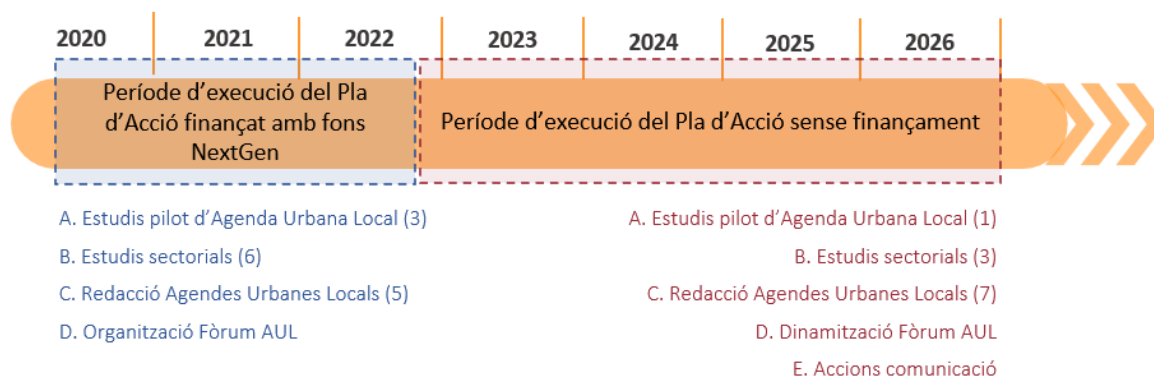 2020 2021 2022 2023 2024 2025 2026
Període d'execució del Pla
d'Acció finançat amb fons
NextGen
Període d'execució del Pla d'Acció sense finançament
A. Estudis pilot d'Agenda Urbana Local (3)
B. Estudis sectorials (6)
C. Redacció Agendes Urbanes Locals (5)
D. Organització Fòrum AUL
A. Estudis pilot d'Agenda Urbana Local (1)
B. Estudis sectorials (3)
C. Redacció Agendes Urbanes Locals (7)
D. Dinamització Fòrum AUL
E. Accions comunicació